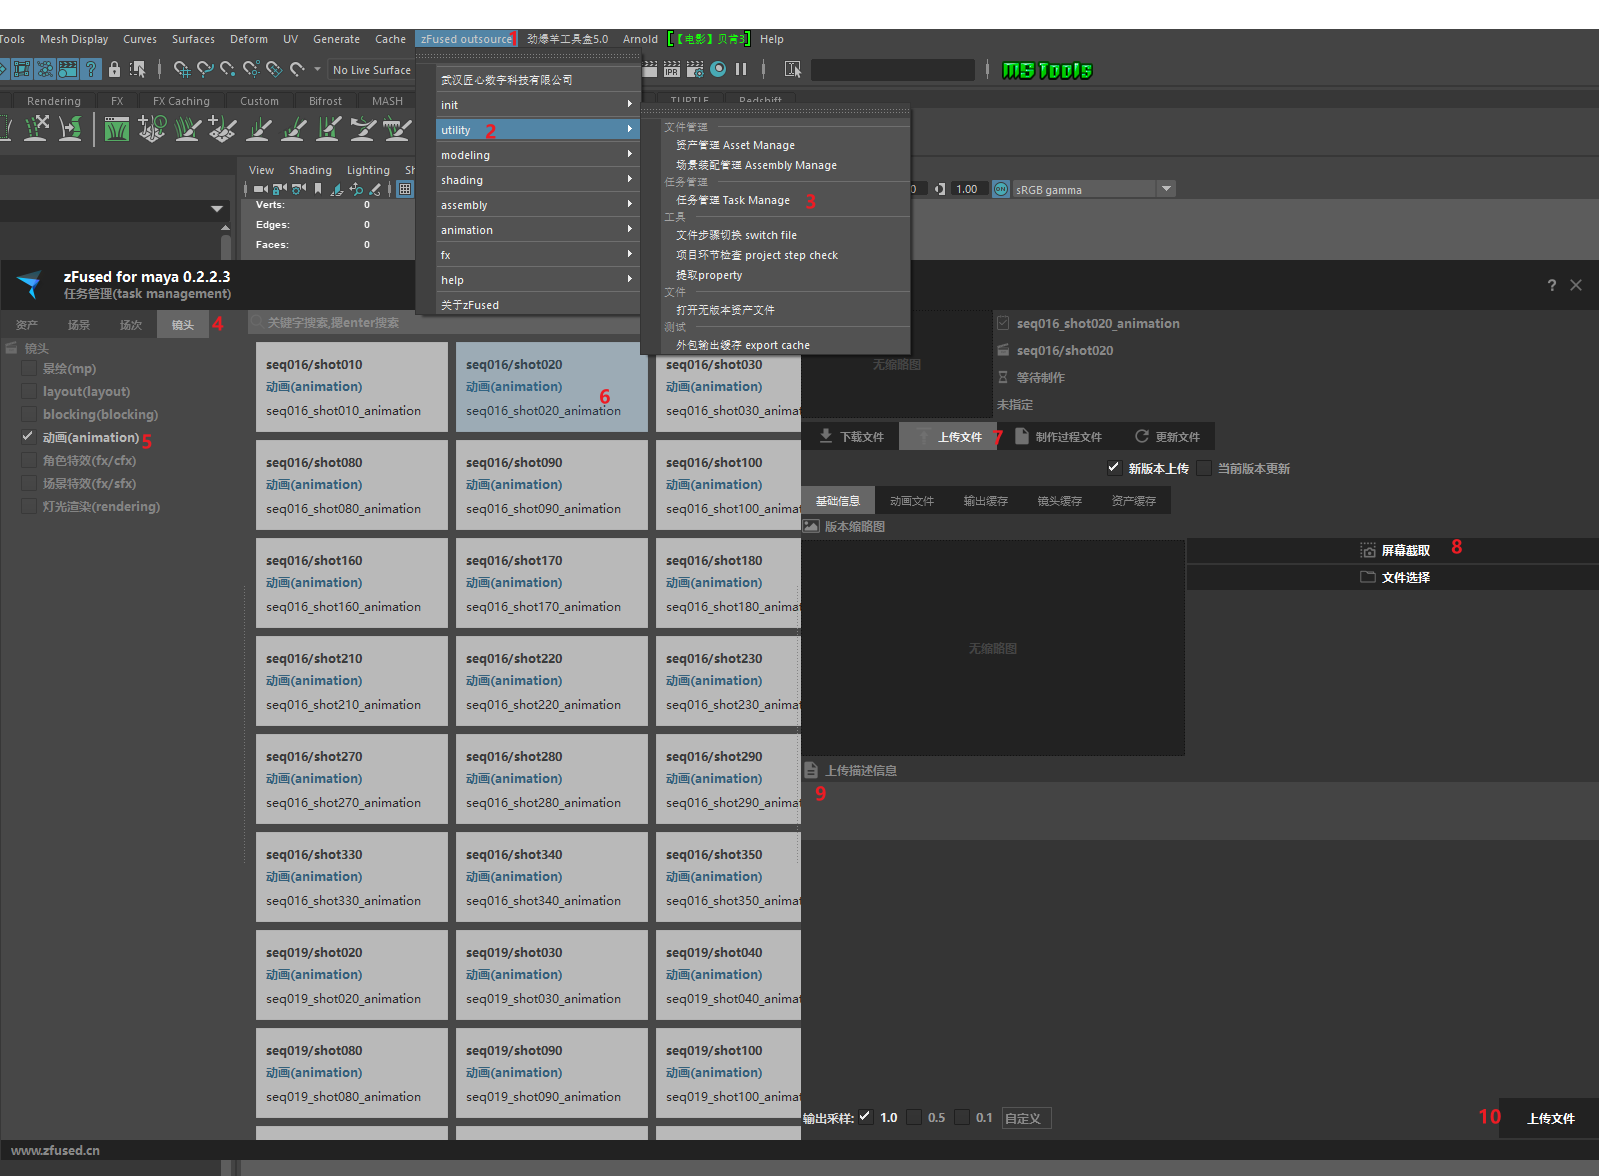 Tools Mesh Display Curves Surfaces Deform UV Generate Cache zFused outsource 1 劲爆羊工具盒5.0 Arnold 【电影】贝肯3 Help
No Live Surface IPR MS Tools
Rendering FX FX Caching Custom Bifrost MASH TURTLE Redshift
武汉匠心数字科技有限公司
init
utility 2
modeling
shading
assembly
animation
fx
help
关于zFused
文件管理
资产管理 Asset Manage
场景装配管理 Assembly Manage
任务管理
任务管理 Task Manage 3
工具
文件步骤切换 switch file
项目环节检查 project step check
提取property
文件
打开无版本资产文件
测试
外包输出缓存 export cache
View Shading Lighting Sh
0 1.00 ON sRGB gamma
Verts: 0
Edges: 0
Faces: 0
zFused for maya 0.2.2.3
任务管理(task management)
? ×
资产 场景 场次 镜头 4
关键字搜索,摁enter搜索
镜头
景绘(mp)
layout(layout)
blocking(blocking)
动画(animation) 5
角色特效(fx/cfx)
场景特效(fx/sfx)
灯光渲染(rendering)
seq016/shot010 seq016/shot020 seq016/shot030
动画(animation) 动画(animation) 动画(animation)
6
seq016_shot010_animation seq016_shot020_animation seq016_shot030_animat
seq016/shot080 seq016/shot090 seq016/shot100
动画(animation) 动画(animation) 动画(animation)
seq016_shot080_animation seq016_shot090_animation seq016_shot100_animat
seq016/shot160 seq016/shot170 seq016/shot180
动画(animation) 动画(animation) 动画(animation)
seq016_shot160_animation seq016_shot170_animation seq016_shot180_animat
seq016/shot210 seq016/shot220 seq016/shot230
动画(animation) 动画(animation) 动画(animation)
seq016_shot210_animation seq016_shot220_animation seq016_shot230_animat
seq016/shot270 seq016/shot280 seq016/shot290
动画(animation) 动画(animation) 动画(animation)
seq016_shot270_animation seq016_shot280_animation seq016_shot290_animat
seq016/shot330 seq016/shot340 seq016/shot350
动画(animation) 动画(animation) 动画(animation)
seq016_shot330_animation seq016_shot340_animation seq016_shot350_animat
seq019/shot020 seq019/shot030 seq019/shot040
动画(animation) 动画(animation) 动画(animation)
seq019_shot020_animation seq019_shot030_animation seq019_shot040_animat
seq019/shot080 seq019/shot090 seq019/shot100
动画(animation) 动画(animation) 动画(animation)
seq019_shot080_animation seq019_shot090_animation seq019_shot100_animat
无缩略图
seq016_shot020_animation
seq016/shot020
等待制作
未指定
下载文件 上传文件 7 制作过程文件 更新文件
新版本上传 当前版本更新
基础信息 动画文件 输出缓存 镜头缓存 资产缓存
版本缩略图
屏幕截取 8
文件选择
无缩略图
上传描述信息
9
输出采样: 1.0 0.5 0.1 自定义
10 上传文件
www.zfused.cn